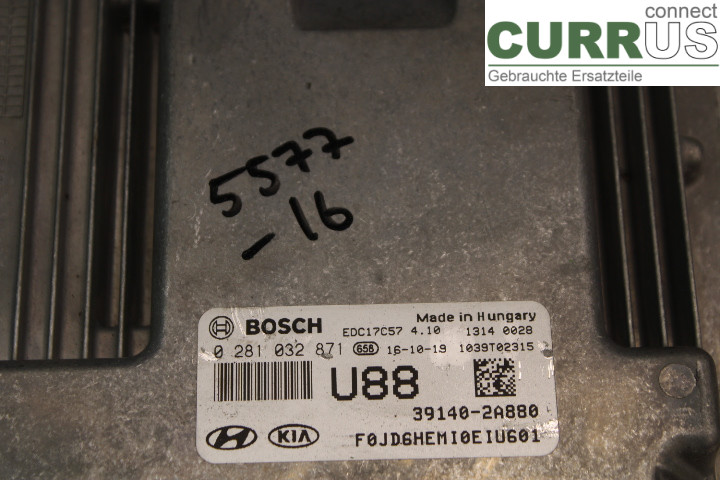 connect
CURRUS
Gebrauchte Ersatzteile
5577
-16
BOSCH EDC17C57 4.10 Made in Hungary 1314 0028
0 281 032 871 658 16-10-19 1039T02315
U88
39140-2A880
KIA F0JD6HEMI0EIU601